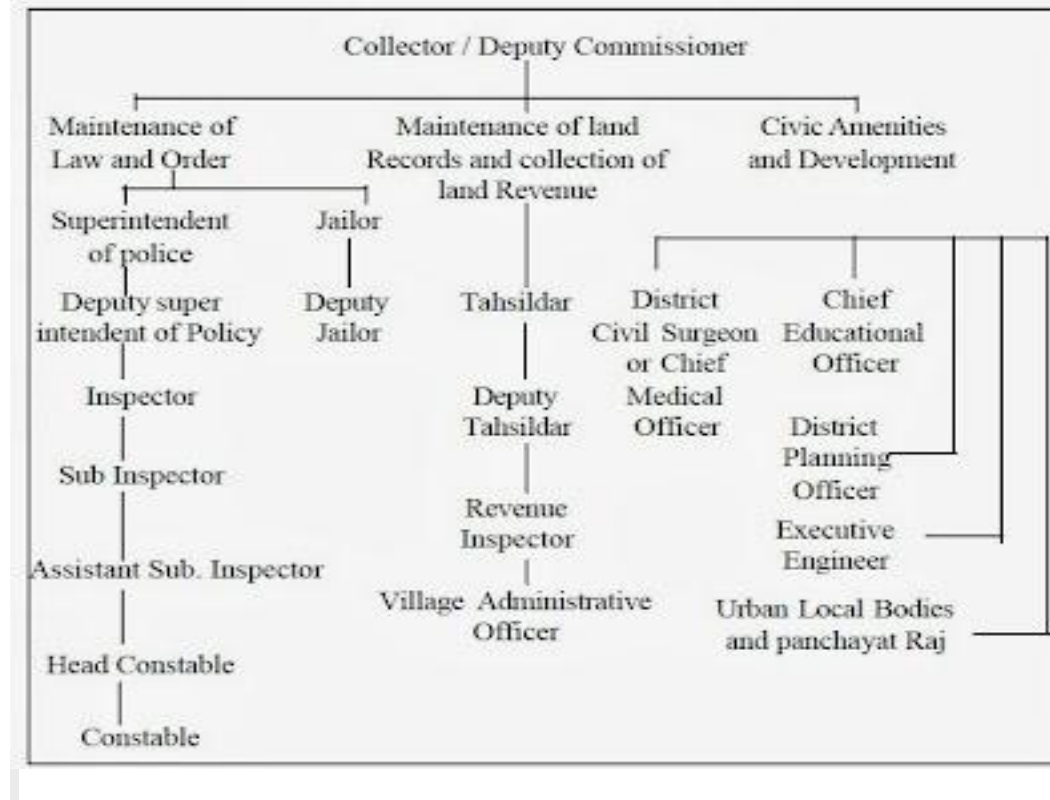 Collector / Deputy Commissioner
Maintenance of
Law and Order
Maintenance of land
Records and collection of
land Revenue
Civic Amenities
and Development
Superintendent
of police
Jailor
Deputy super
intendent of Policy
Deputy
Jailor
Tahsildar
District
Civil Surgeon
or Chief
Medical
Officer
Chief
Educational
Officer
Inspector
Deputy
Tahsildar
District
Planning
Officer
Sub Inspector
Revenue
Inspector
Executive
Engineer
Assistant Sub. Inspector
Village Administrative
Officer
Urban Local Bodies
and panchayat Raj
Head Constable
Constable